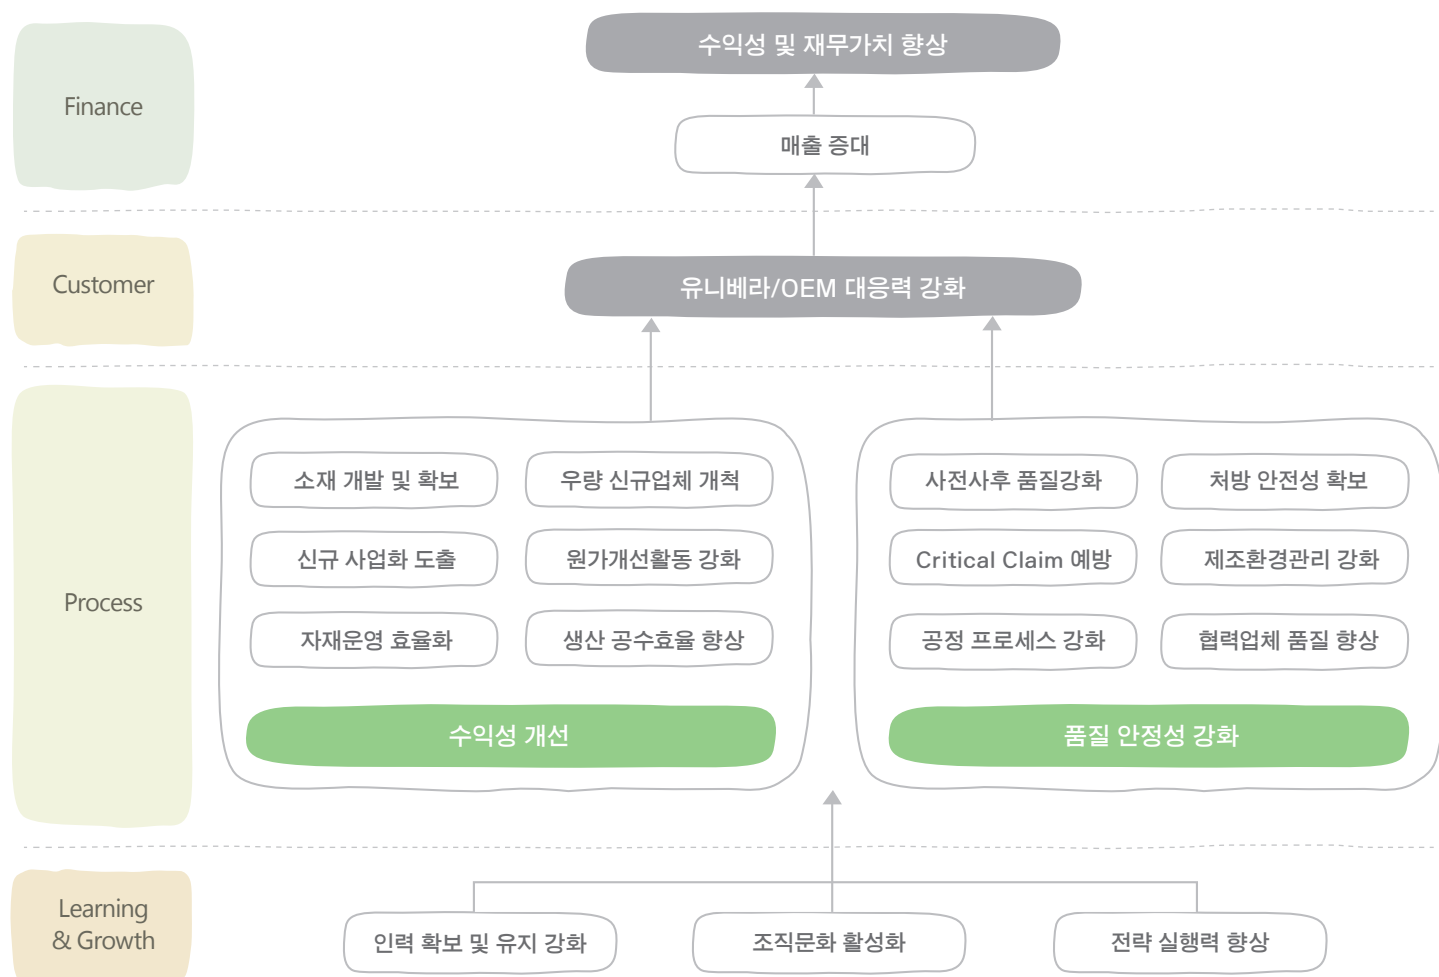 Finance
수익성 및 재무가치 향상
매출 증대
Customer
유니베라/OEM 대응력 강화
Process
소재 개발 및 확보
우량 신규업체 개척
신규 사업화 도출
원가개선활동 강화
자재운영 효율화
생산 공수효율 향상
수익성 개선
사전사후 품질강화
처방 안전성 확보
Critical Claim 예방
제조환경관리 강화
공정 프로세스 강화
협력업체 품질 향상
품질 안정성 강화
Learning
& Growth
인력 확보 및 유지 강화
조직문화 활성화
전략 실행력 향상